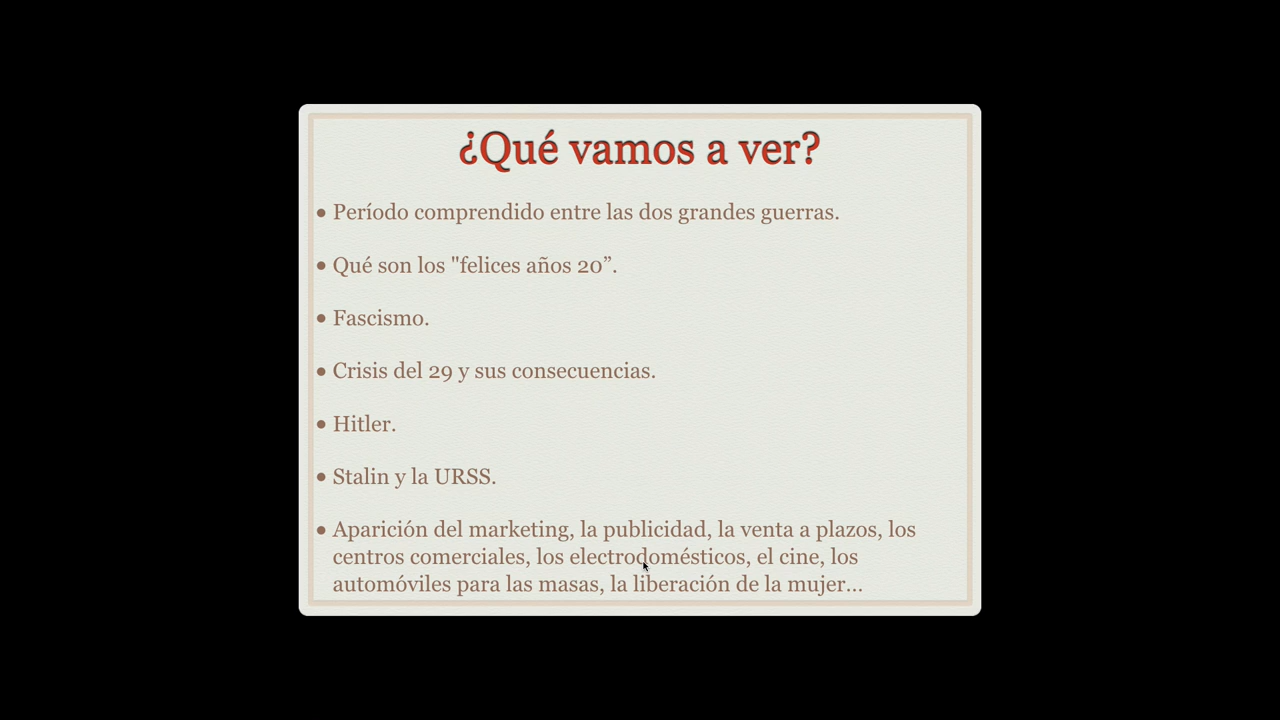 ¿Qué vamos a ver?
• Período comprendido entre las dos grandes guerras.
• Qué son los "felices años 20”.
• Fascismo.
• Crisis del 29 y sus consecuencias.
• Hitler.
• Stalin y la URSS.
• Aparición del marketing, la publicidad, la venta a plazos, los
centros comerciales, los electrodomésticos, el cine, los
automóviles para las masas, la liberación de la mujer...